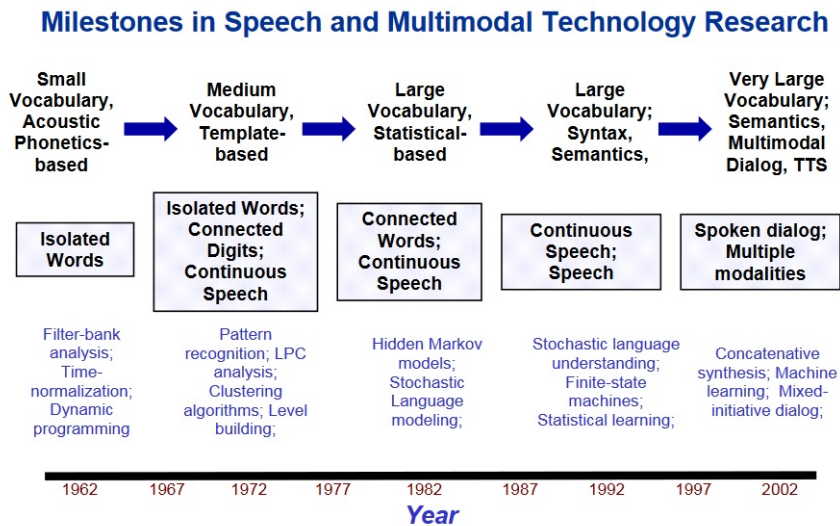 Milestones in Speech and Multimodal Technology Research
Small
Vocabulary,
Acoustic
Phonetics-
based
Medium
Vocabulary,
Template-
based
Large
Vocabulary,
Statistical-
based
Large
Vocabulary;
Syntax,
Semantics,
Very Large
Vocabulary;
Semantics,
Multimodal
Dialog, TTS
Isolated
Words
Isolated Words;
Connected
Digits;
Continuous
Speech
Connected
Words;
Continuous
Speech
Continuous
Speech;
Speech
Spoken dialog;
Multiple
modalities
Filter-bank
analysis;
Time-
normalization;
Dynamic
programming
Pattern
recognition; LPC
analysis;
Clustering
algorithms; Level
building;
Hidden Markov
models;
Stochastic
Language
modeling;
Stochastic language
understanding;
Finite-state
machines;
Statistical learning;
Concatenative
synthesis; Machine
learning; Mixed-
initiative dialog;
1962 1967 1972 1977 1982 1987 1992 1997 2002
Year